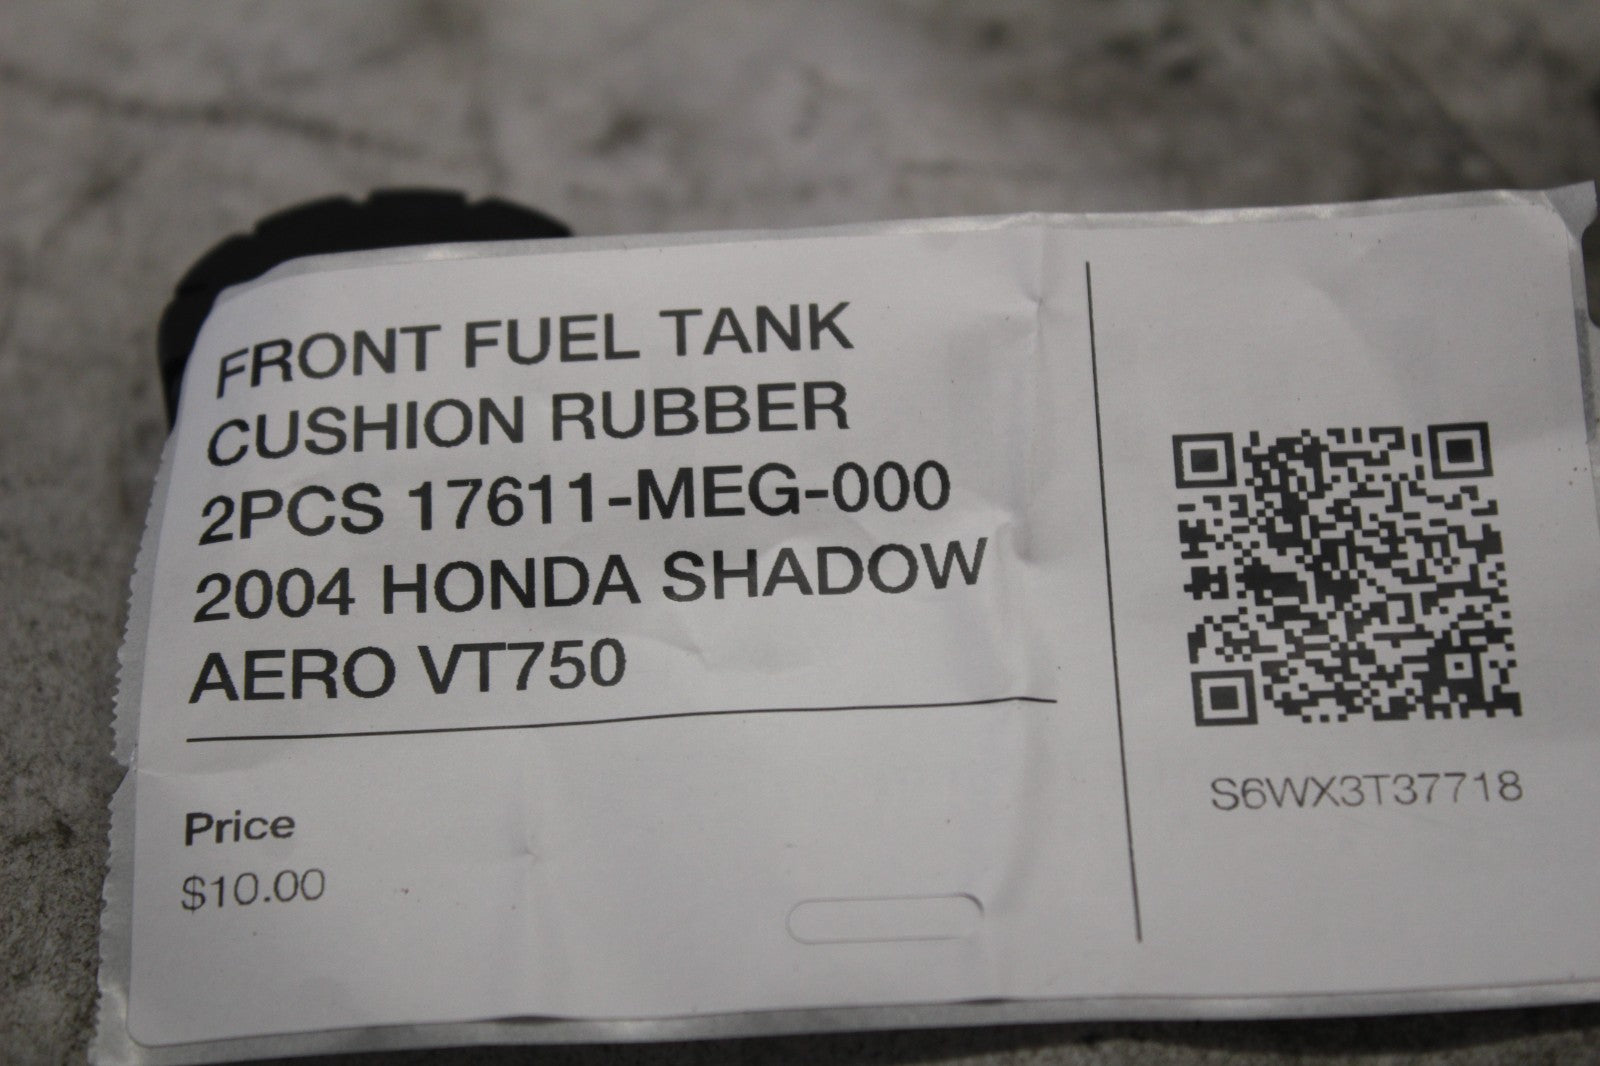 FRONT FUEL TANK
CUSHION RUBBER
2PCS 17611-MEG-000
2004 HONDA SHADOW
AERO VT750
Price
$10.00
S6WX3T37718